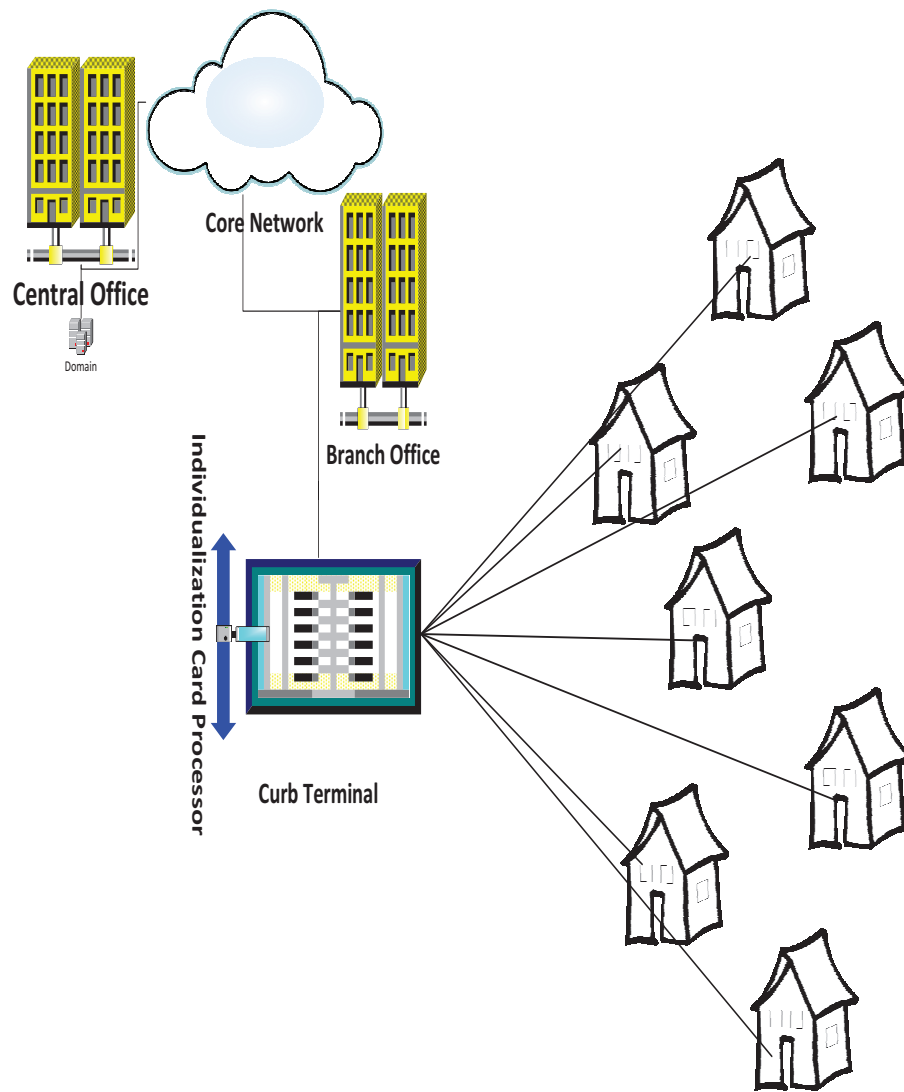 Core Network
Central Office
Domain
Branch Office
Individualization Card Processor
Curb Terminal